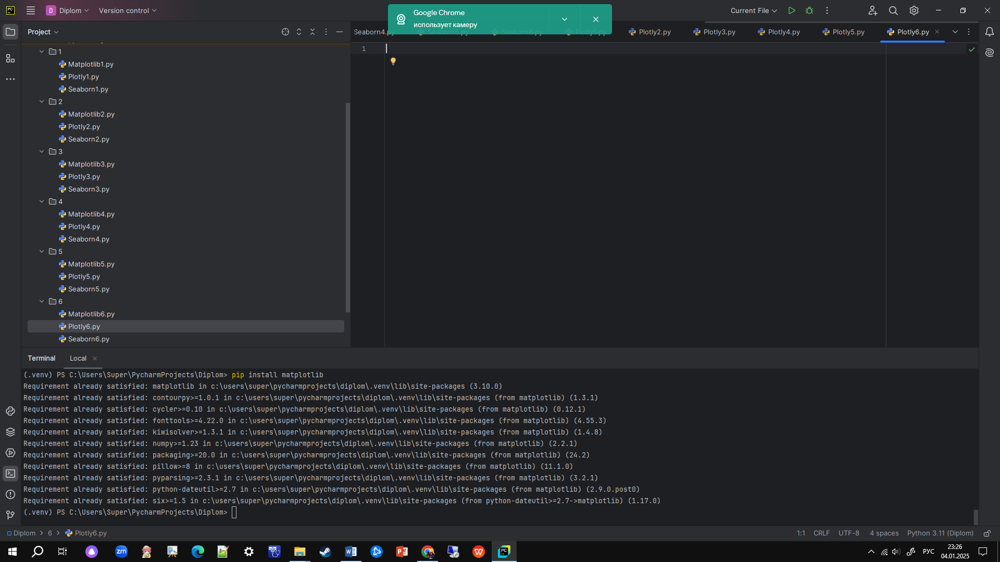 Diplom
Version control
Google Chrome
использует камеру
Current File
Project
Seaborn4.py
Seaborn5.py
Seaborn6.py
Plotly1.py
Plotly2.py
Plotly3.py
Plotly4.py
Plotly5.py
Plotly6.py
1
1
Matplotlib1.py
Plotly1.py
Seaborn1.py
2
Matplotlib2.py
Plotly2.py
Seaborn2.py
3
Matplotlib3.py
Plotly3.py
Seaborn3.py
4
Matplotlib4.py
Plotly4.py
Seaborn4.py
5
Matplotlib5.py
Plotly5.py
Seaborn5.py
6
Matplotlib6.py
Plotly6.py
Seaborn6.py
Terminal Local
(.venv) PS C:\Users\Super\PycharmProjects\Diplom> pip install matplotlib
Requirement already satisfied: matplotlib in c:\users\super\pycharmprojects\diplom\.venv\lib\site-packages (3.10.0)
Requirement already satisfied: contourpy>=1.0.1 in c:\users\super\pycharmprojects\diplom\.venv\lib\site-packages (from matplotlib) (1.3.1)
Requirement already satisfied: cycler>=0.10 in c:\users\super\pycharmprojects\diplom\.venv\lib\site-packages (from matplotlib) (0.12.1)
Requirement already satisfied: fonttools>=4.22.0 in c:\users\super\pycharmprojects\diplom\.venv\lib\site-packages (from matplotlib) (4.55.3)
Requirement already satisfied: kiwisolver>=1.3.1 in c:\users\super\pycharmprojects\diplom\.venv\lib\site-packages (from matplotlib) (1.4.8)
Requirement already satisfied: numpy>=1.23 in c:\users\super\pycharmprojects\diplom\.venv\lib\site-packages (from matplotlib) (2.2.1)
Requirement already satisfied: packaging>=20.0 in c:\users\super\pycharmprojects\diplom\.venv\lib\site-packages (from matplotlib) (24.2)
Requirement already satisfied: pillow>=8 in c:\users\super\pycharmprojects\diplom\.venv\lib\site-packages (from matplotlib) (11.1.0)
Requirement already satisfied: pyparsing>=2.3.1 in c:\users\super\pycharmprojects\diplom\.venv\lib\site-packages (from matplotlib) (3.2.1)
Requirement already satisfied: python-dateutil>=2.7 in c:\users\super\pycharmprojects\diplom\.venv\lib\site-packages (from matplotlib) (2.9.0.post0)
Requirement already satisfied: six>=1.5 in c:\users\super\pycharmprojects\diplom\.venv\lib\site-packages (from python-dateutil>=2.7->matplotlib) (1.17.0)
(.venv) PS C:\Users\Super\PycharmProjects\Diplom>
Diplom > 6 > Plotly6.py
1:1 CRLF UTF-8 4 spaces Python 3.11 (Diplom)
РУС
23:26
04.01.2025